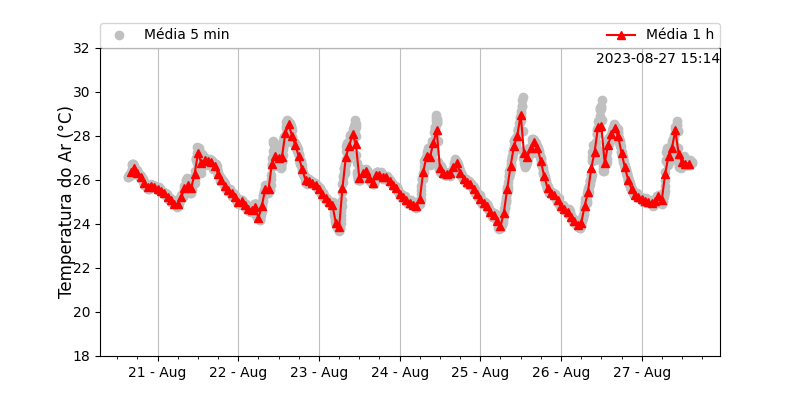 Média 5 min
Média 1 h
2023-08-27 15:14
Temperatura do Ar (°C)
32
30
28
26
24
22
20
18
21 - Aug
22 - Aug
23 - Aug
24 - Aug
25 - Aug
26 - Aug
27 - Aug